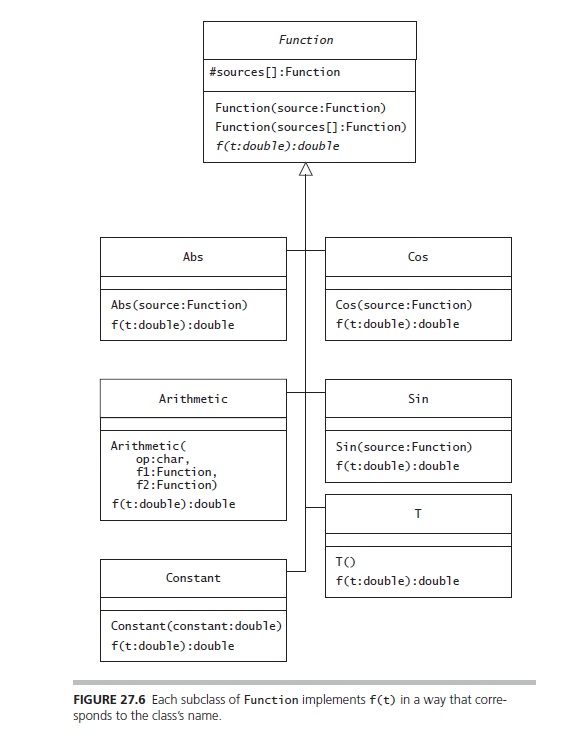 Function
#sources[]:Function
Function(source:Function)
Function(sources[]:Function)
f(t:double):double
Abs
Abs(source:Function)
f(t:double):double
Cos
Cos(source:Function)
f(t:double):double
Arithmetic
Arithmetic(
op:char,
f1:Function,
f2:Function)
f(t:double):double
Sin
Sin(source:Function)
f(t:double):double
T
T()
f(t:double):double
Constant
Constant(constant:double)
f(t:double):double
FIGURE 27.6 Each subclass of Function implements f(t) in a way that corre-
sponds to the class's name.